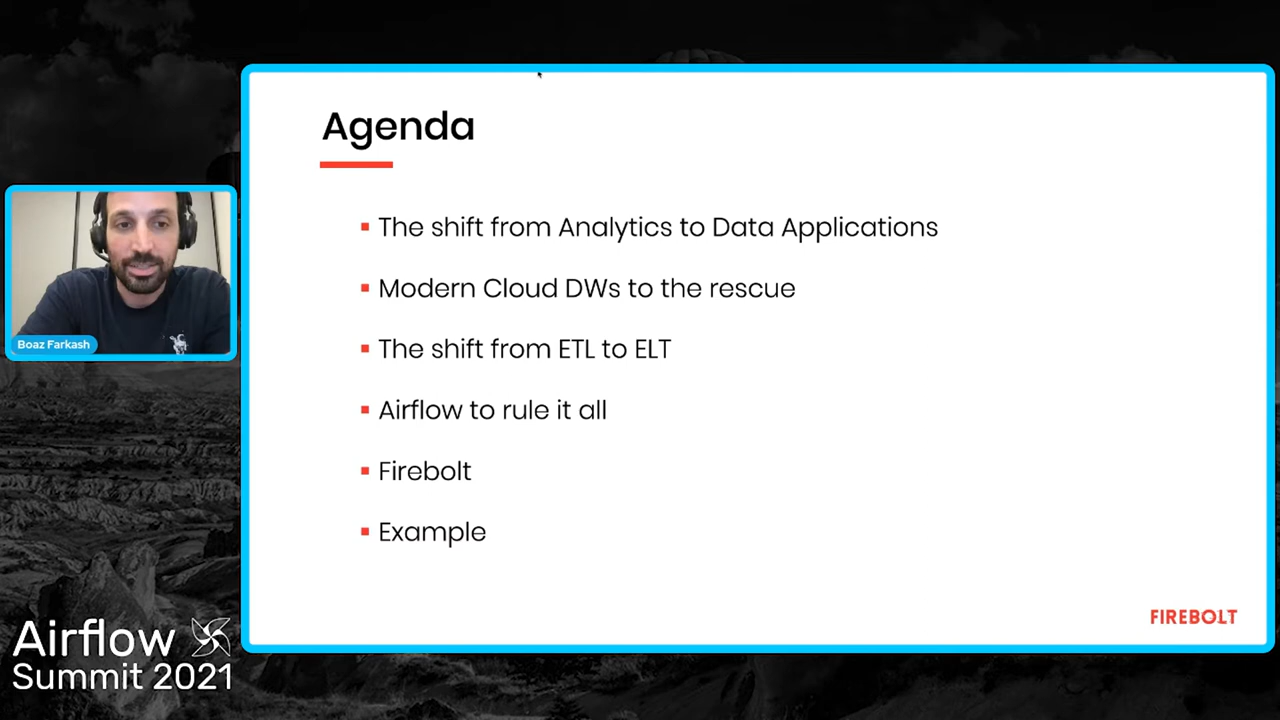 Agenda
The shift from Analytics to Data Applications
Modern Cloud DWs to the rescue
The shift from ETL to ELT
Airflow to rule it all
Firebolt
Example
FIREBOLT
Boaz Farkash
Airflow
Summit 2021